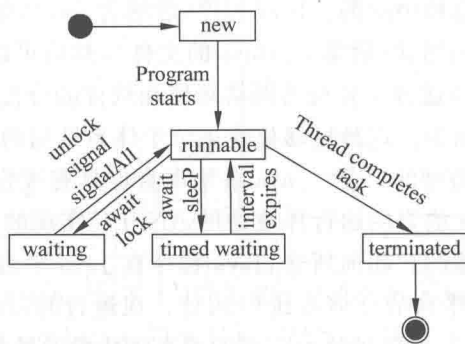 new
Program
starts
unlock
signal
signalAll
await
lock
runnable
await
sleeP
interval
expires
Thread completes
task
waiting
timed waiting
terminated